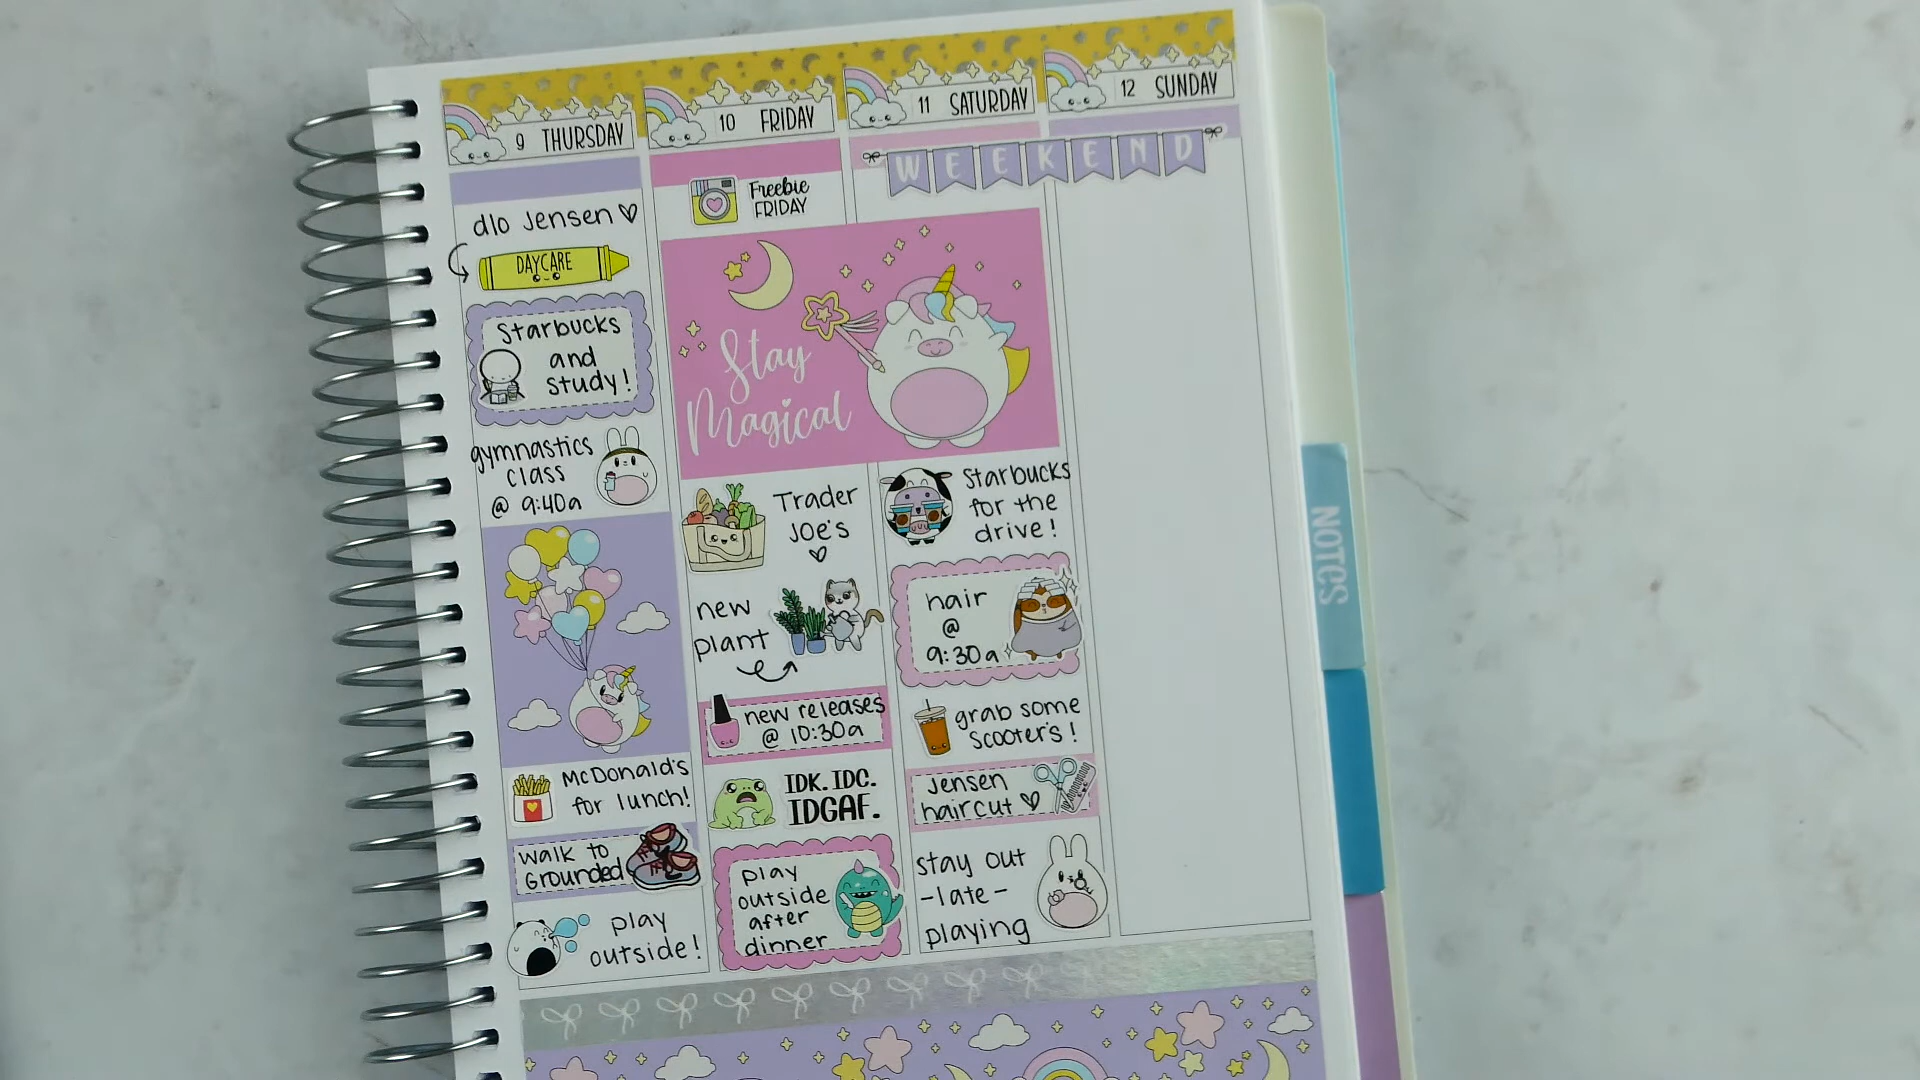 9 THURSDAY
10 FRIDAY
11 SATURDAY
12 SUNDAY
WEEKEND
dlo Jensen
DAYCARE
Starbucks
and
study!
gymnastics
class
@ 9:40a
McDonald's
for lunch!
walk to
Grounded
play
outside!
Freebie
FRIDAY
Stay
Magical
Trader
Joe's
new
plant
new releases
@ 10:30a
IDK. IDC.
IDGAF.
play
outside
after
dinner
Starbucks
for the
drive!
hair
@
9:30a
grab some
Scooter's!
Jensen
haircut
stay out
-late-
playing
NOTES